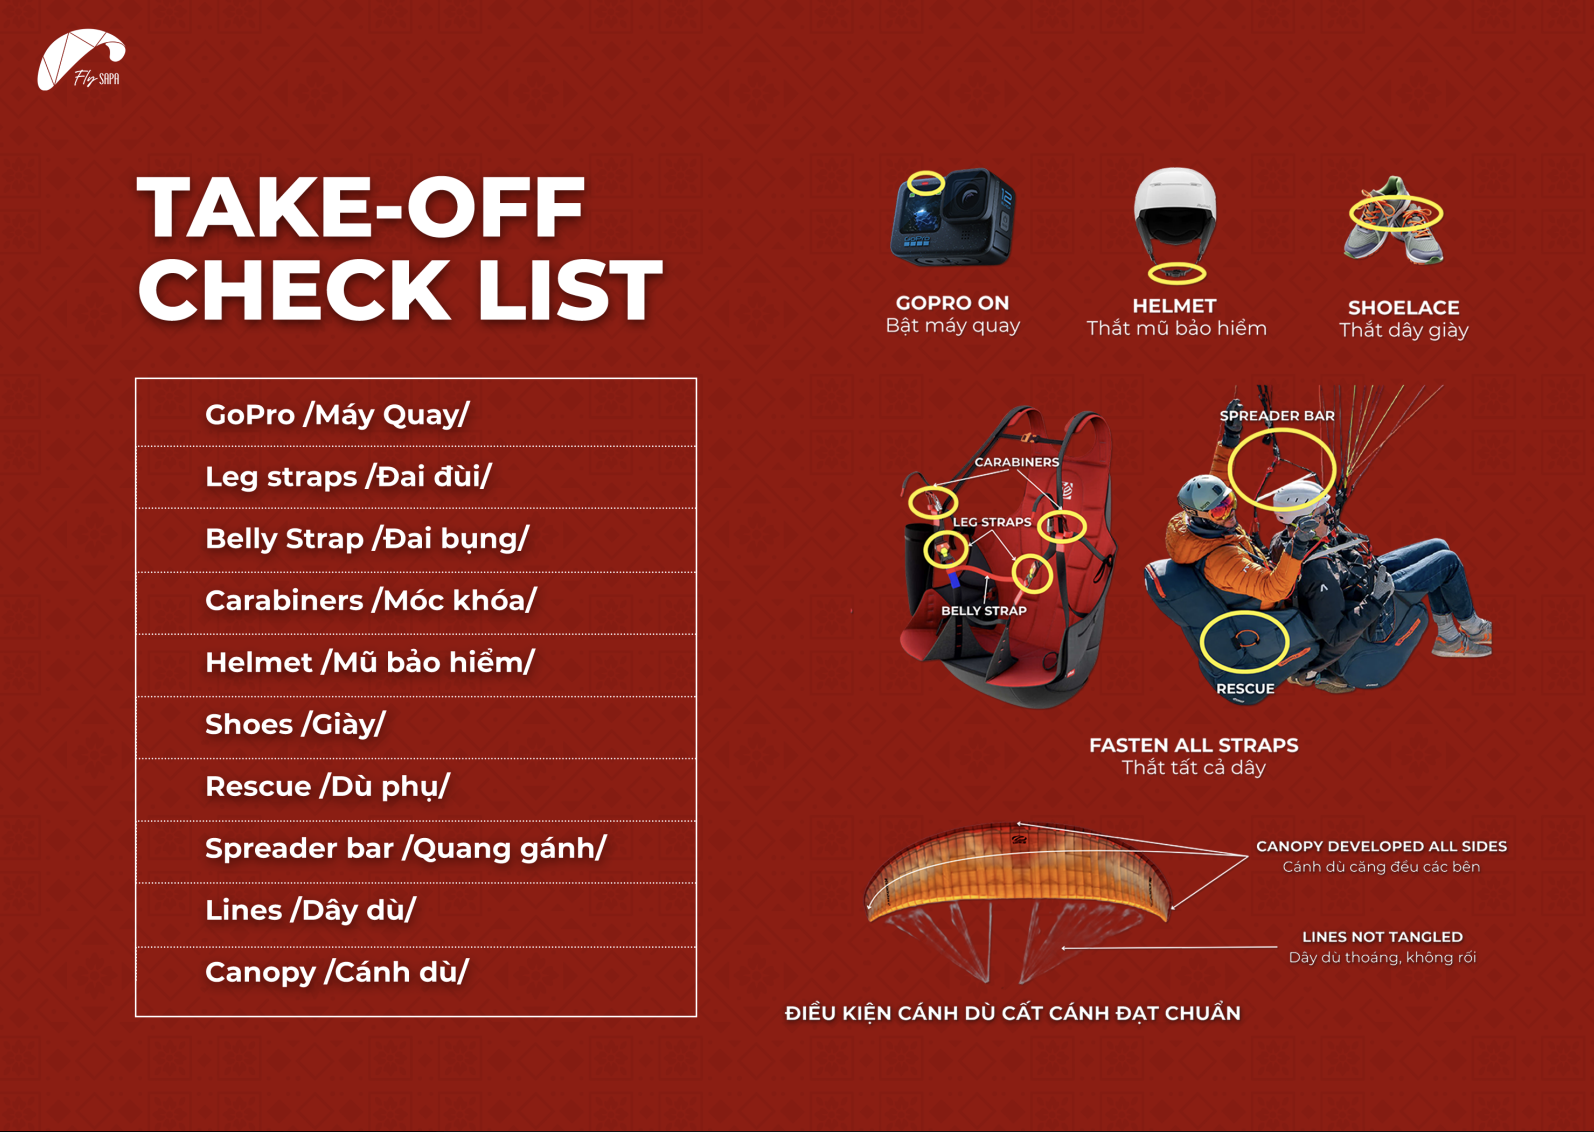 Fly SAPA
TAKE-OFF
CHECK LIST
GoPro /Máy Quay/
Leg straps /Đai đùi/
Belly Strap /Đai bụng/
Carabiners /Móc khóa/
Helmet /Mũ bảo hiểm/
Shoes /Giày/
Rescue /Dù phụ/
Spreader bar /Quang gánh/
Lines /Dây dù/
Canopy /Cánh dù/
GoPro
12
GOPRO ON
Bật máy quay
HELMET
Thắt mũ bảo hiểm
SHOELACE
Thắt dây giày
CARABINERS
LEG STRAPS
BELLY STRAP
SPREADER BAR
RESCUE
FASTEN ALL STRAPS
Thắt tất cả dây
CANOPY DEVELOPED ALL SIDES
Cánh dù căng đều các bên
LINES NOT TANGLED
Dây dù thoáng, không rối
ĐIỀU KIỆN CÁNH DÙ CẤT CÁNH ĐẠT CHUẨN